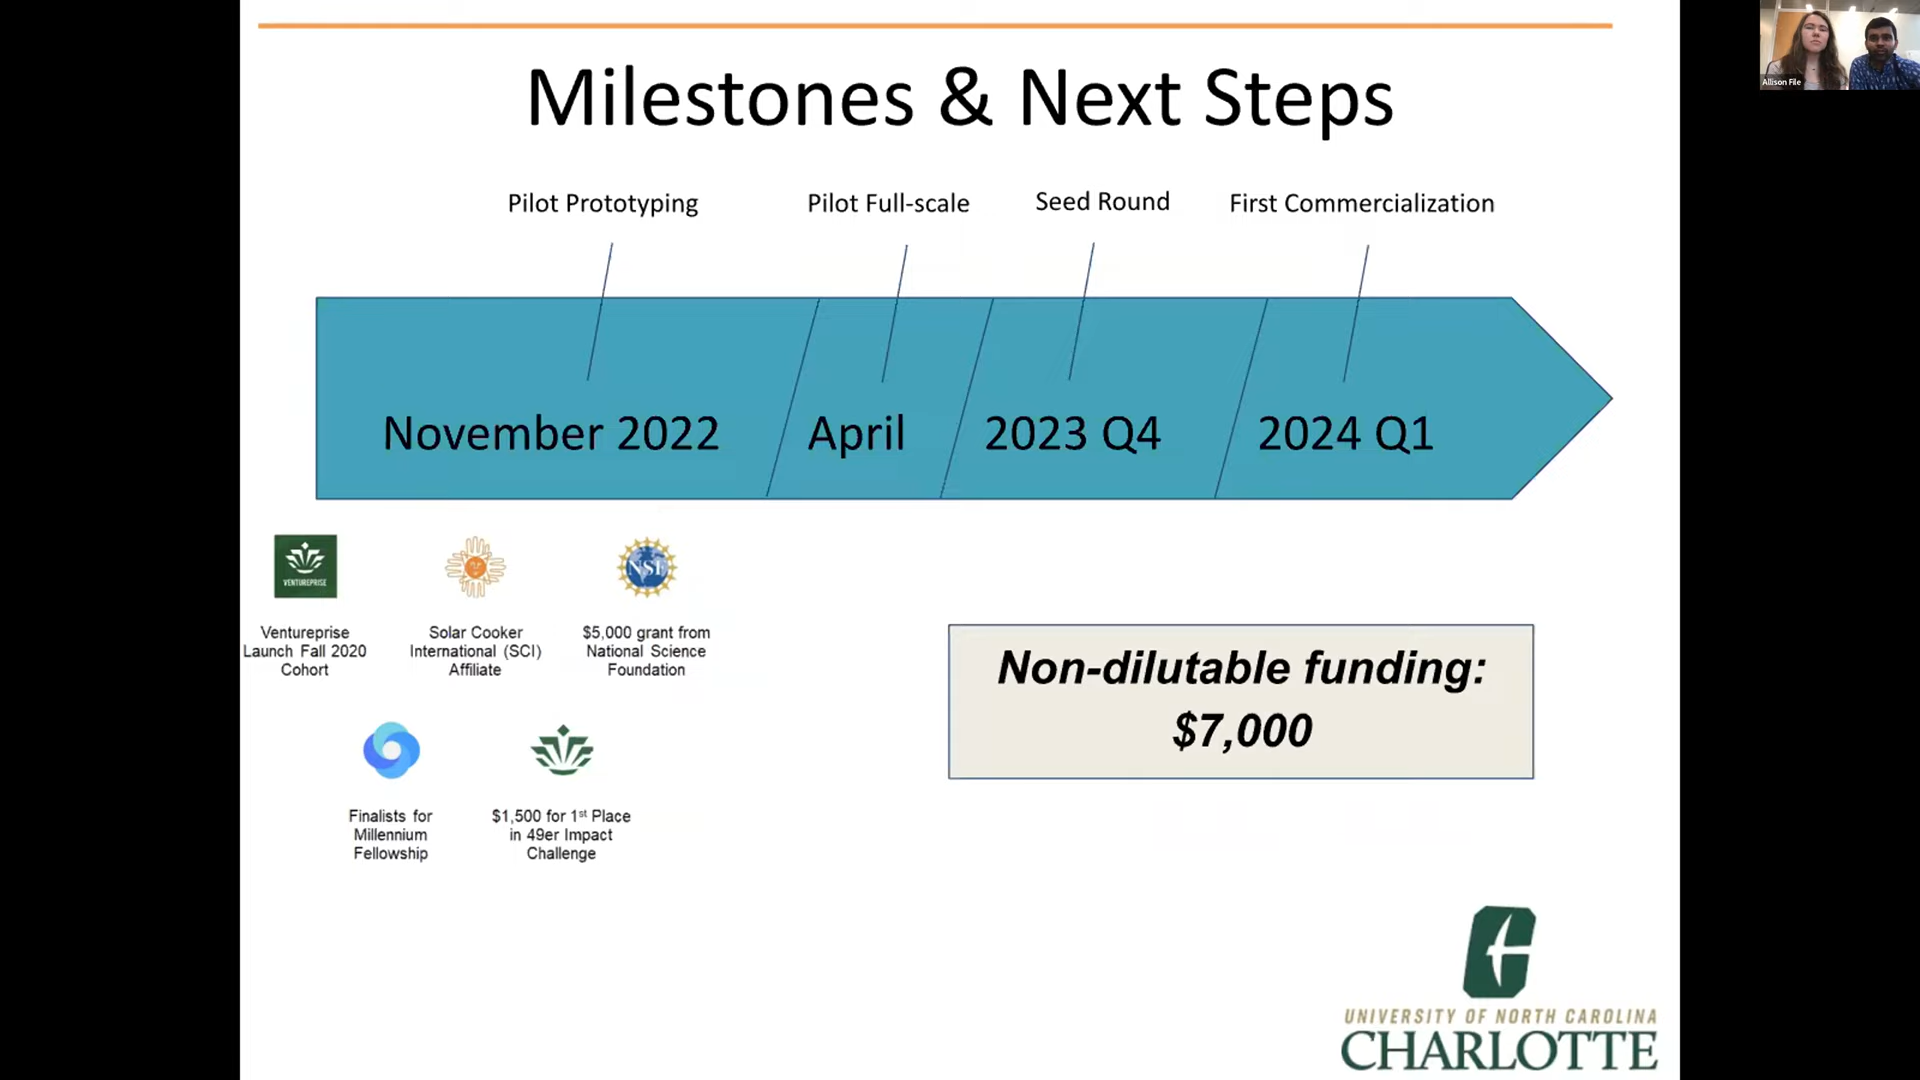 Milestones & Next Steps
Allison File
Pilot Prototyping
Pilot Full-scale
Seed Round
First Commercialization
November 2022
April
2023 Q4
2024 Q1
VENTUREPRISE
NSF
Ventureprise
Launch Fall 2020
Cohort
Solar Cooker
International (SCI)
Affiliate
$5,000 grant from
National Science
Foundation
Non-dilutable funding:
$7,000
Finalists for
Millennium
Fellowship
$1,500 for 1st Place
in 49er Impact
Challenge
UNIVERSITY OF NORTH CAROLINA
CHARLOTTE